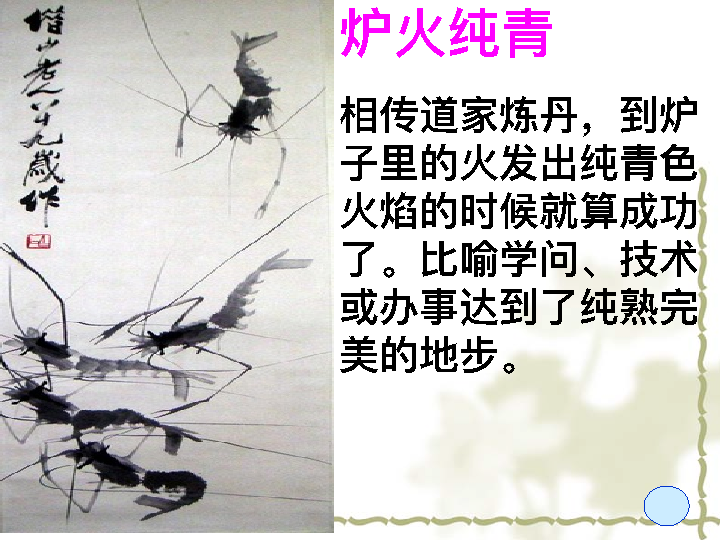 炉火纯青
相传道家炼丹，到炉
子里的火发出纯青色
火焰的时候就算成功
了。比喻学问、技术
或办事达到了纯熟完
美的地步。
借山老人八十九岁作